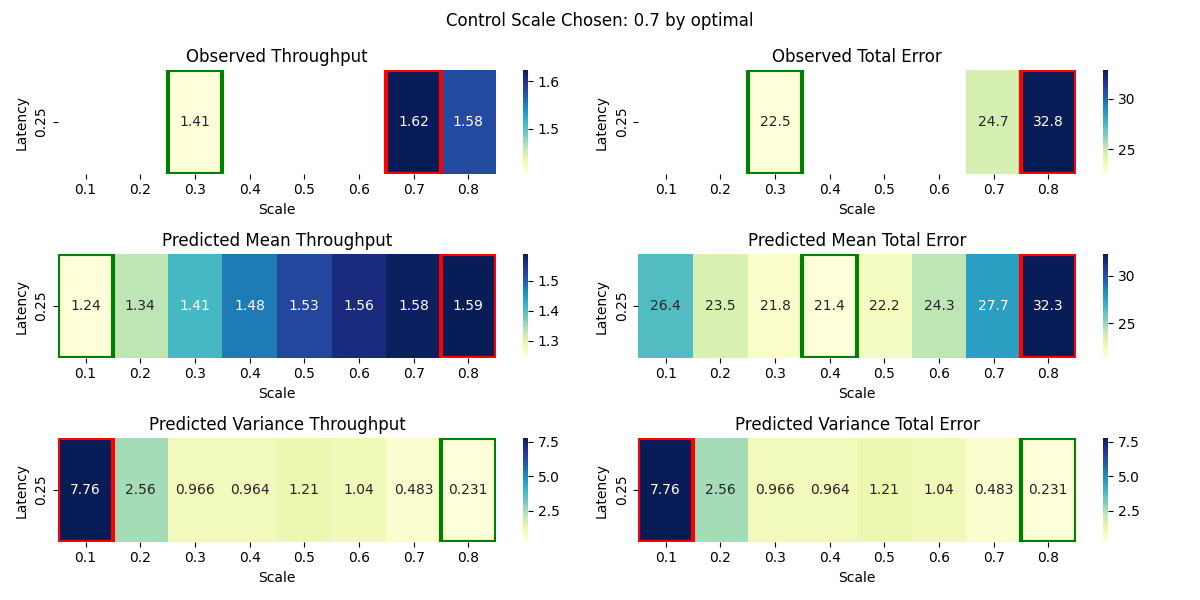 Control Scale Chosen: 0.7 by optimal
Observed Throughput
Latency
0.25
1.41 1.62 1.58
0.1 0.2 0.3 0.4 0.5 0.6 0.7 0.8
Scale
1.6
1.5
Observed Total Error
Latency
0.25
22.5 24.7 32.8
0.1 0.2 0.3 0.4 0.5 0.6 0.7 0.8
Scale
30
25
Predicted Mean Throughput
Latency
0.25
1.24 1.34 1.41 1.48 1.53 1.56 1.58 1.59
0.1 0.2 0.3 0.4 0.5 0.6 0.7 0.8
Scale
1.5
1.4
1.3
Predicted Mean Total Error
Latency
0.25
26.4 23.5 21.8 21.4 22.2 24.3 27.7 32.3
0.1 0.2 0.3 0.4 0.5 0.6 0.7 0.8
Scale
30
25
Predicted Variance Throughput
Latency
0.25
7.76 2.56 0.966 0.964 1.21 1.04 0.483 0.231
0.1 0.2 0.3 0.4 0.5 0.6 0.7 0.8
Scale
7.5
5.0
2.5
Predicted Variance Total Error
Latency
0.25
7.76 2.56 0.966 0.964 1.21 1.04 0.483 0.231
0.1 0.2 0.3 0.4 0.5 0.6 0.7 0.8
Scale
7.5
5.0
2.5